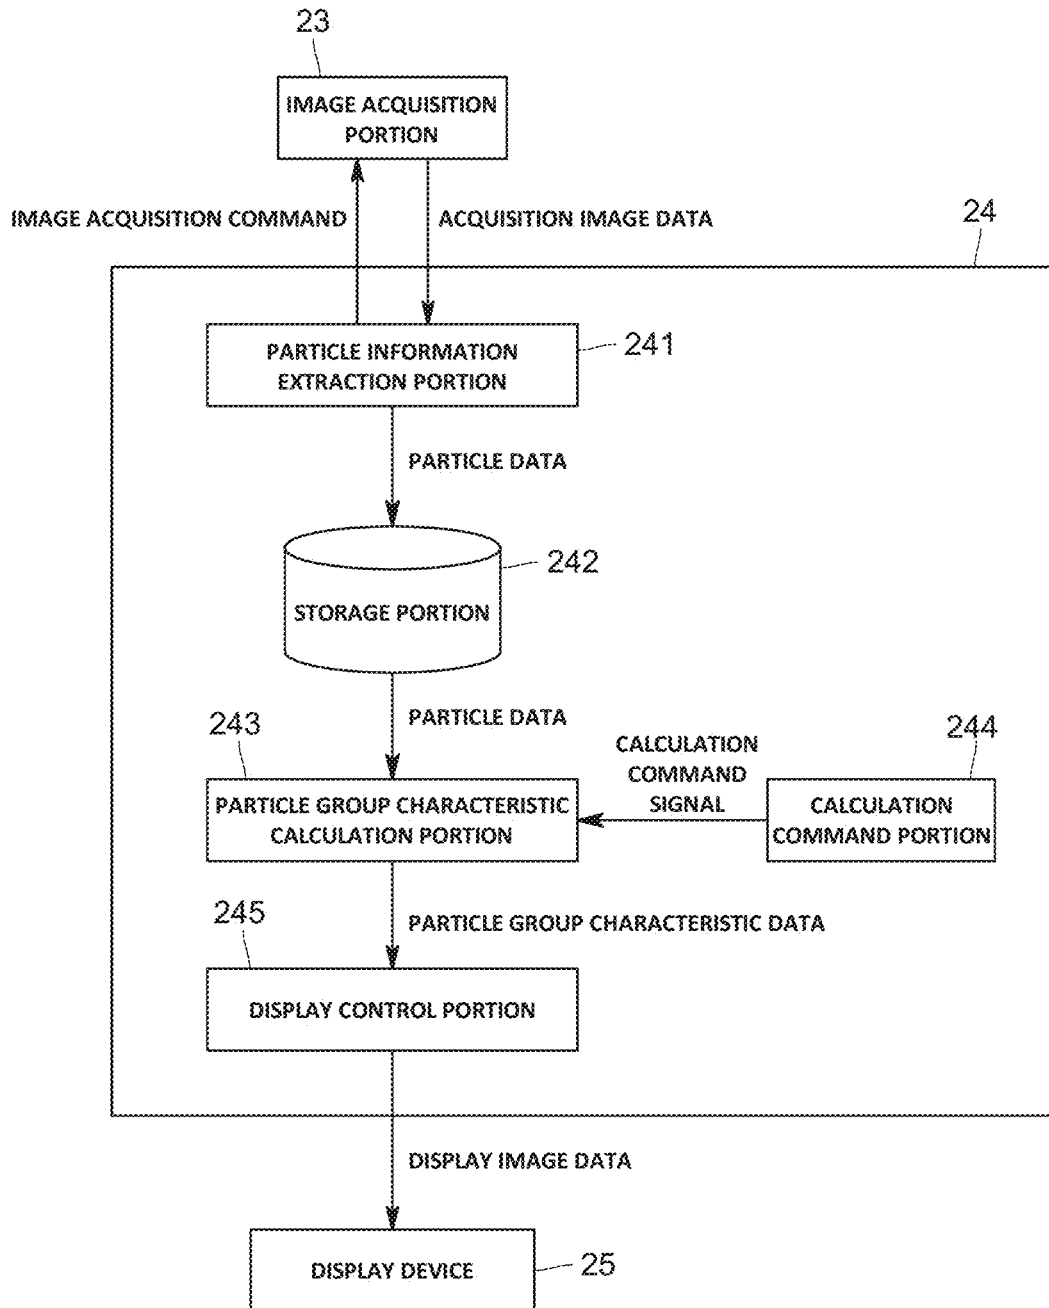 23
IMAGE ACQUISITION
PORTION
IMAGE ACQUISITION COMMAND
ACQUISITION IMAGE DATA
24
PARTICLE INFORMATION
EXTRACTION PORTION
241
PARTICLE DATA
242
STORAGE PORTION
PARTICLE DATA
243
PARTICLE GROUP CHARACTERISTIC
CALCULATION PORTION
CALCULATION
COMMAND
SIGNAL
244
CALCULATION
COMMAND PORTION
PARTICLE GROUP CHARACTERISTIC DATA
245
DISPLAY CONTROL PORTION
DISPLAY IMAGE DATA
DISPLAY DEVICE
25